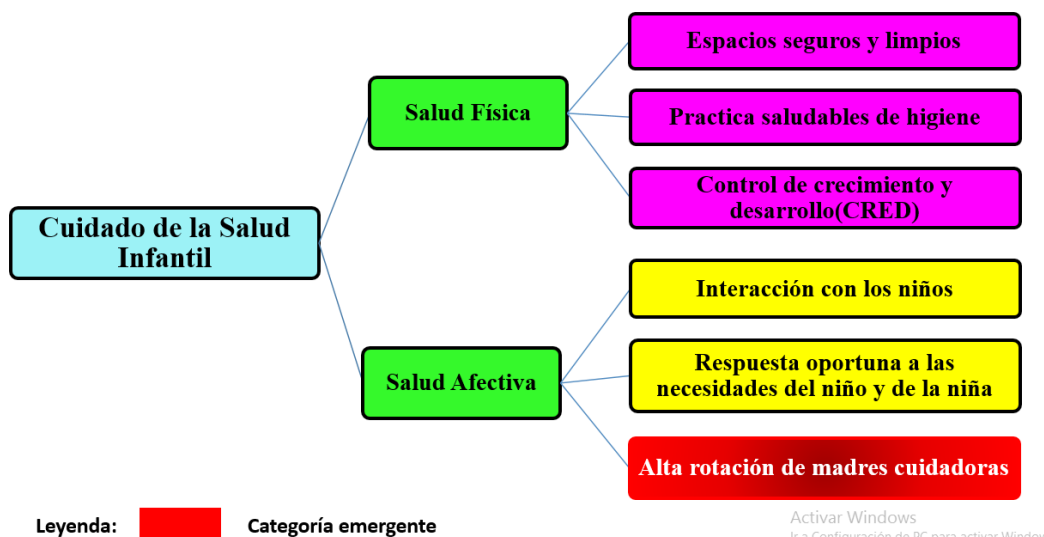 Espacios seguros y limpios
Salud Física
Practica saludables de higiene
Control de crecimiento y
desarrollo(CRED)
Cuidado de la Salud
Infantil
Interacción con los niños
Salud Afectiva
Respuesta oportuna a las
necesidades del niño y de la niña
Alta rotación de madres cuidadoras
Leyenda:
Categoría emergente
Activar Windows